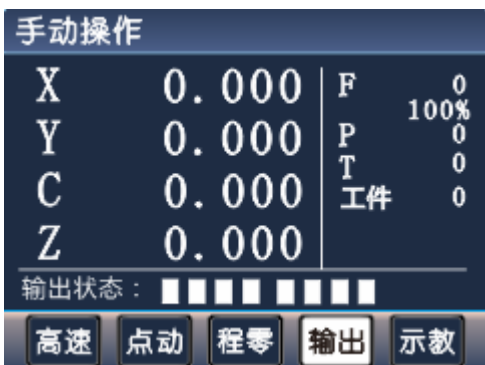 手动操作
X 0.000 F 0
100%
Y 0.000 P 0
T 0
C 0.000 工件 0
Z 0.000
输出状态：
高速 点动 程零 输出 示教